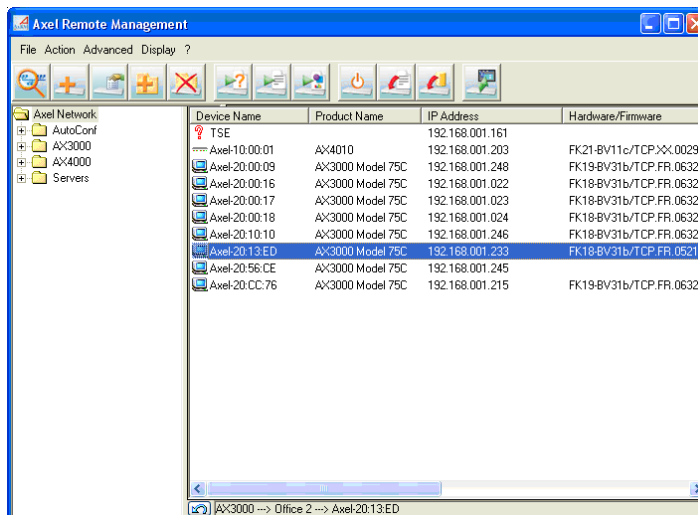 Axel Remote Management
File Action Advanced Display ?
Axel Network
AutoConf
AX3000
AX4000
Servers
Device Name Product Name IP Address Hardware/Firmware
TSE 192.168.001.161
Axel-10:00:01 AX4010 192.168.001.203 FK21-BV11c/TCP.XX.0029
Axel-20:00:09 AX3000 Model 75C 192.168.001.248 FK19-BV31b/TCP.FR.0632
Axel-20:00:16 AX3000 Model 75C 192.168.001.022 FK18-BV31b/TCP.FR.0632
Axel-20:00:17 AX3000 Model 75C 192.168.001.023 FK18-BV31b/TCP.FR.0632
Axel-20:00:18 AX3000 Model 75C 192.168.001.024 FK18-BV31b/TCP.FR.0632
Axel-20:10:10 AX3000 Model 75C 192.168.001.246 FK18-BV31b/TCP.FR.0632
Axel-20:13:ED AX3000 Model 75C 192.168.001.233 FK18-BV31b/TCP.FR.0521
Axel-20:56:CE AX3000 Model 75C 192.168.001.245
Axel-20:CC:76 AX3000 Model 75C 192.168.001.215 FK19-BV31b/TCP.FR.0632
AX3000 ---> Office 2 ---> Axel-20:13:ED